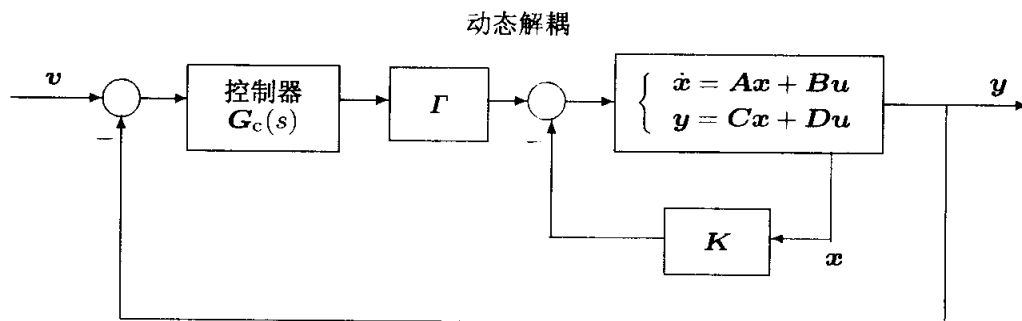 动态解耦
v
控制器
G_c(s)
Γ
ẋ = Ax + Bu
y = Cx + Du
y
−
−
K
x